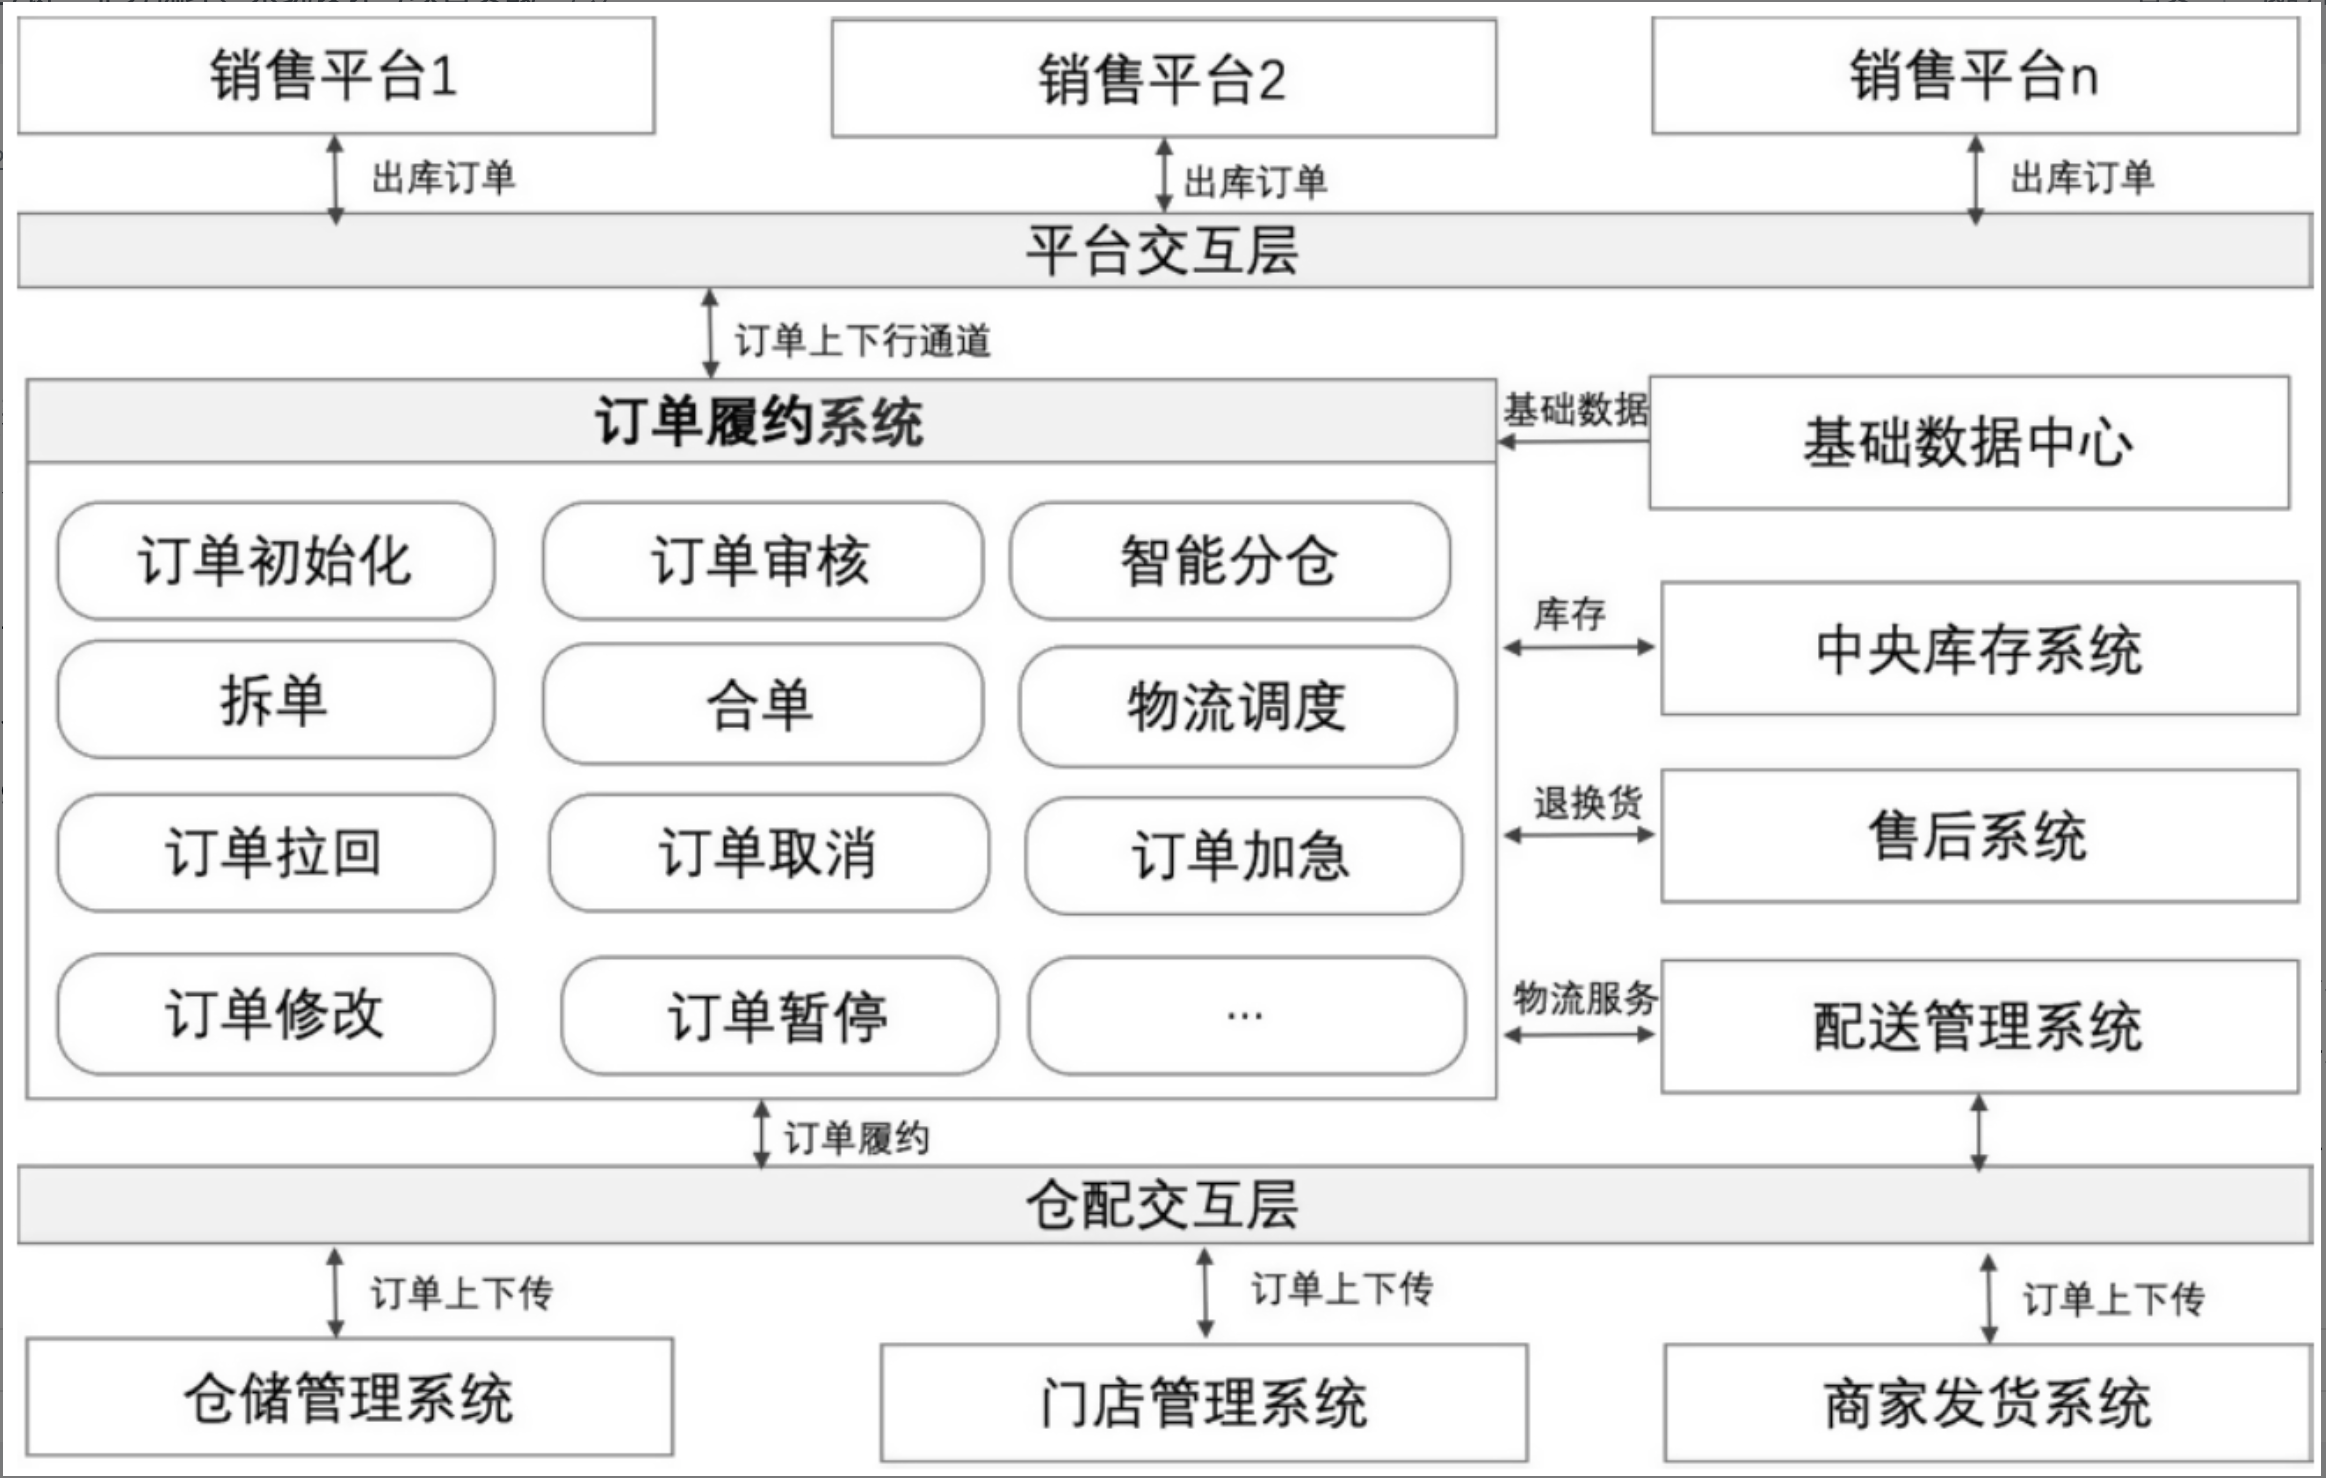 销售平台1
销售平台2
销售平台n
出库订单
出库订单
出库订单
平台交互层
订单上下行通道
订单履约系统
基础数据
基础数据中心
订单初始化
订单审核
智能分仓
库存
中央库存系统
拆单
合单
物流调度
退换货
售后系统
订单拉回
订单取消
订单加急
物流服务
配送管理系统
订单修改
订单暂停
...
订单履约
仓配交互层
订单上下传
订单上下传
订单上下传
仓储管理系统
门店管理系统
商家发货系统